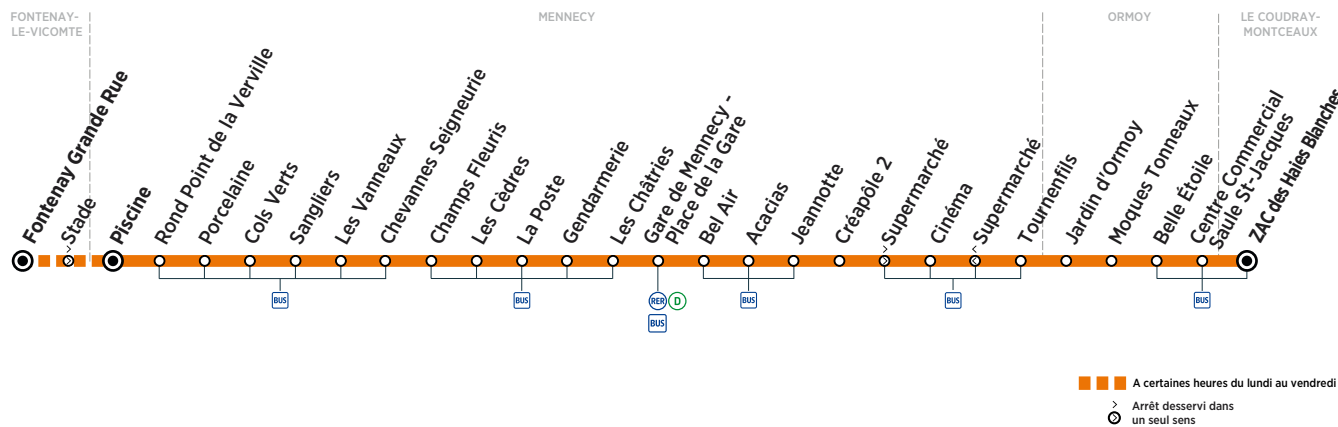 FONTENAY-
LE-VICOMTE
MENNECY
ORMOY
LE COUDRAY-
MONTCEAUX
Fontenay Grande Rue
Stade
Piscine
Rond Point de la Verville
Porcelaine
Cols Verts
Sangliers
Les Vanneaux
Chevannes Seigneurie
Champs Fleuris
Les Cèdres
La Poste
Gendarmerie
Les Châtries
Gare de Mennecy -
Place de la Gare
Bel Air
Acacias
Jeannotte
Créapôle 2
Supermarché
Cinéma
Supermarché
Tournenfils
Jardin d'Ormoy
Moques Tonneaux
Belle Étoile
Centre Commercial
Saule St-Jacques
ZAC des Haies Blanches
BUS
BUS
RER D
BUS
BUS
BUS
BUS
A certaines heures du lundi au vendredi
Arrêt desservi dans
un seul sens